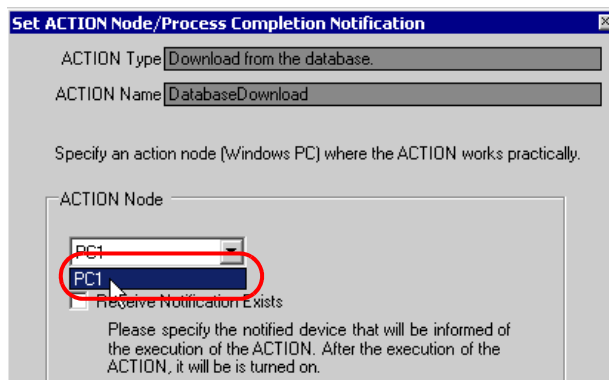 Set ACTION Node/Process Completion Notification
ACTION Type Download from the database.
ACTION Name DatabaseDownload
Specify an action node (Windows PC) where the ACTION works practically.
ACTION Node
PC1
PC1
Receive Notification Exists
Please specify the notified device that will be informed of
the execution of the ACTION. After the execution of the
ACTION, it will be is turned on.